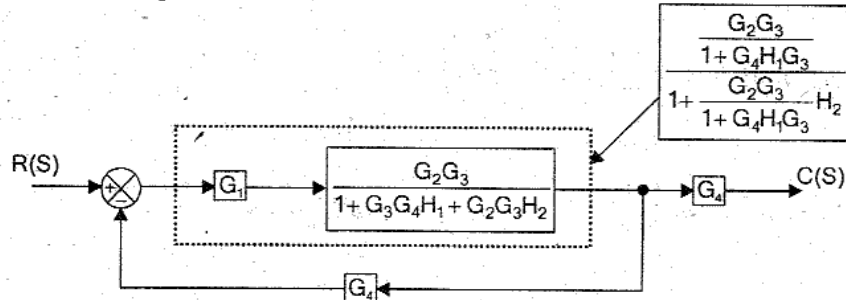 G₂G₃
1+ G₄H₁G₃
1+ G₂G₃ H₂
1+ G₄H₁G₃
R(S)
+
−
G₁
G₂G₃
1+ G₃G₄H₁ + G₂G₃H₂
G₄
C(S)
G₄